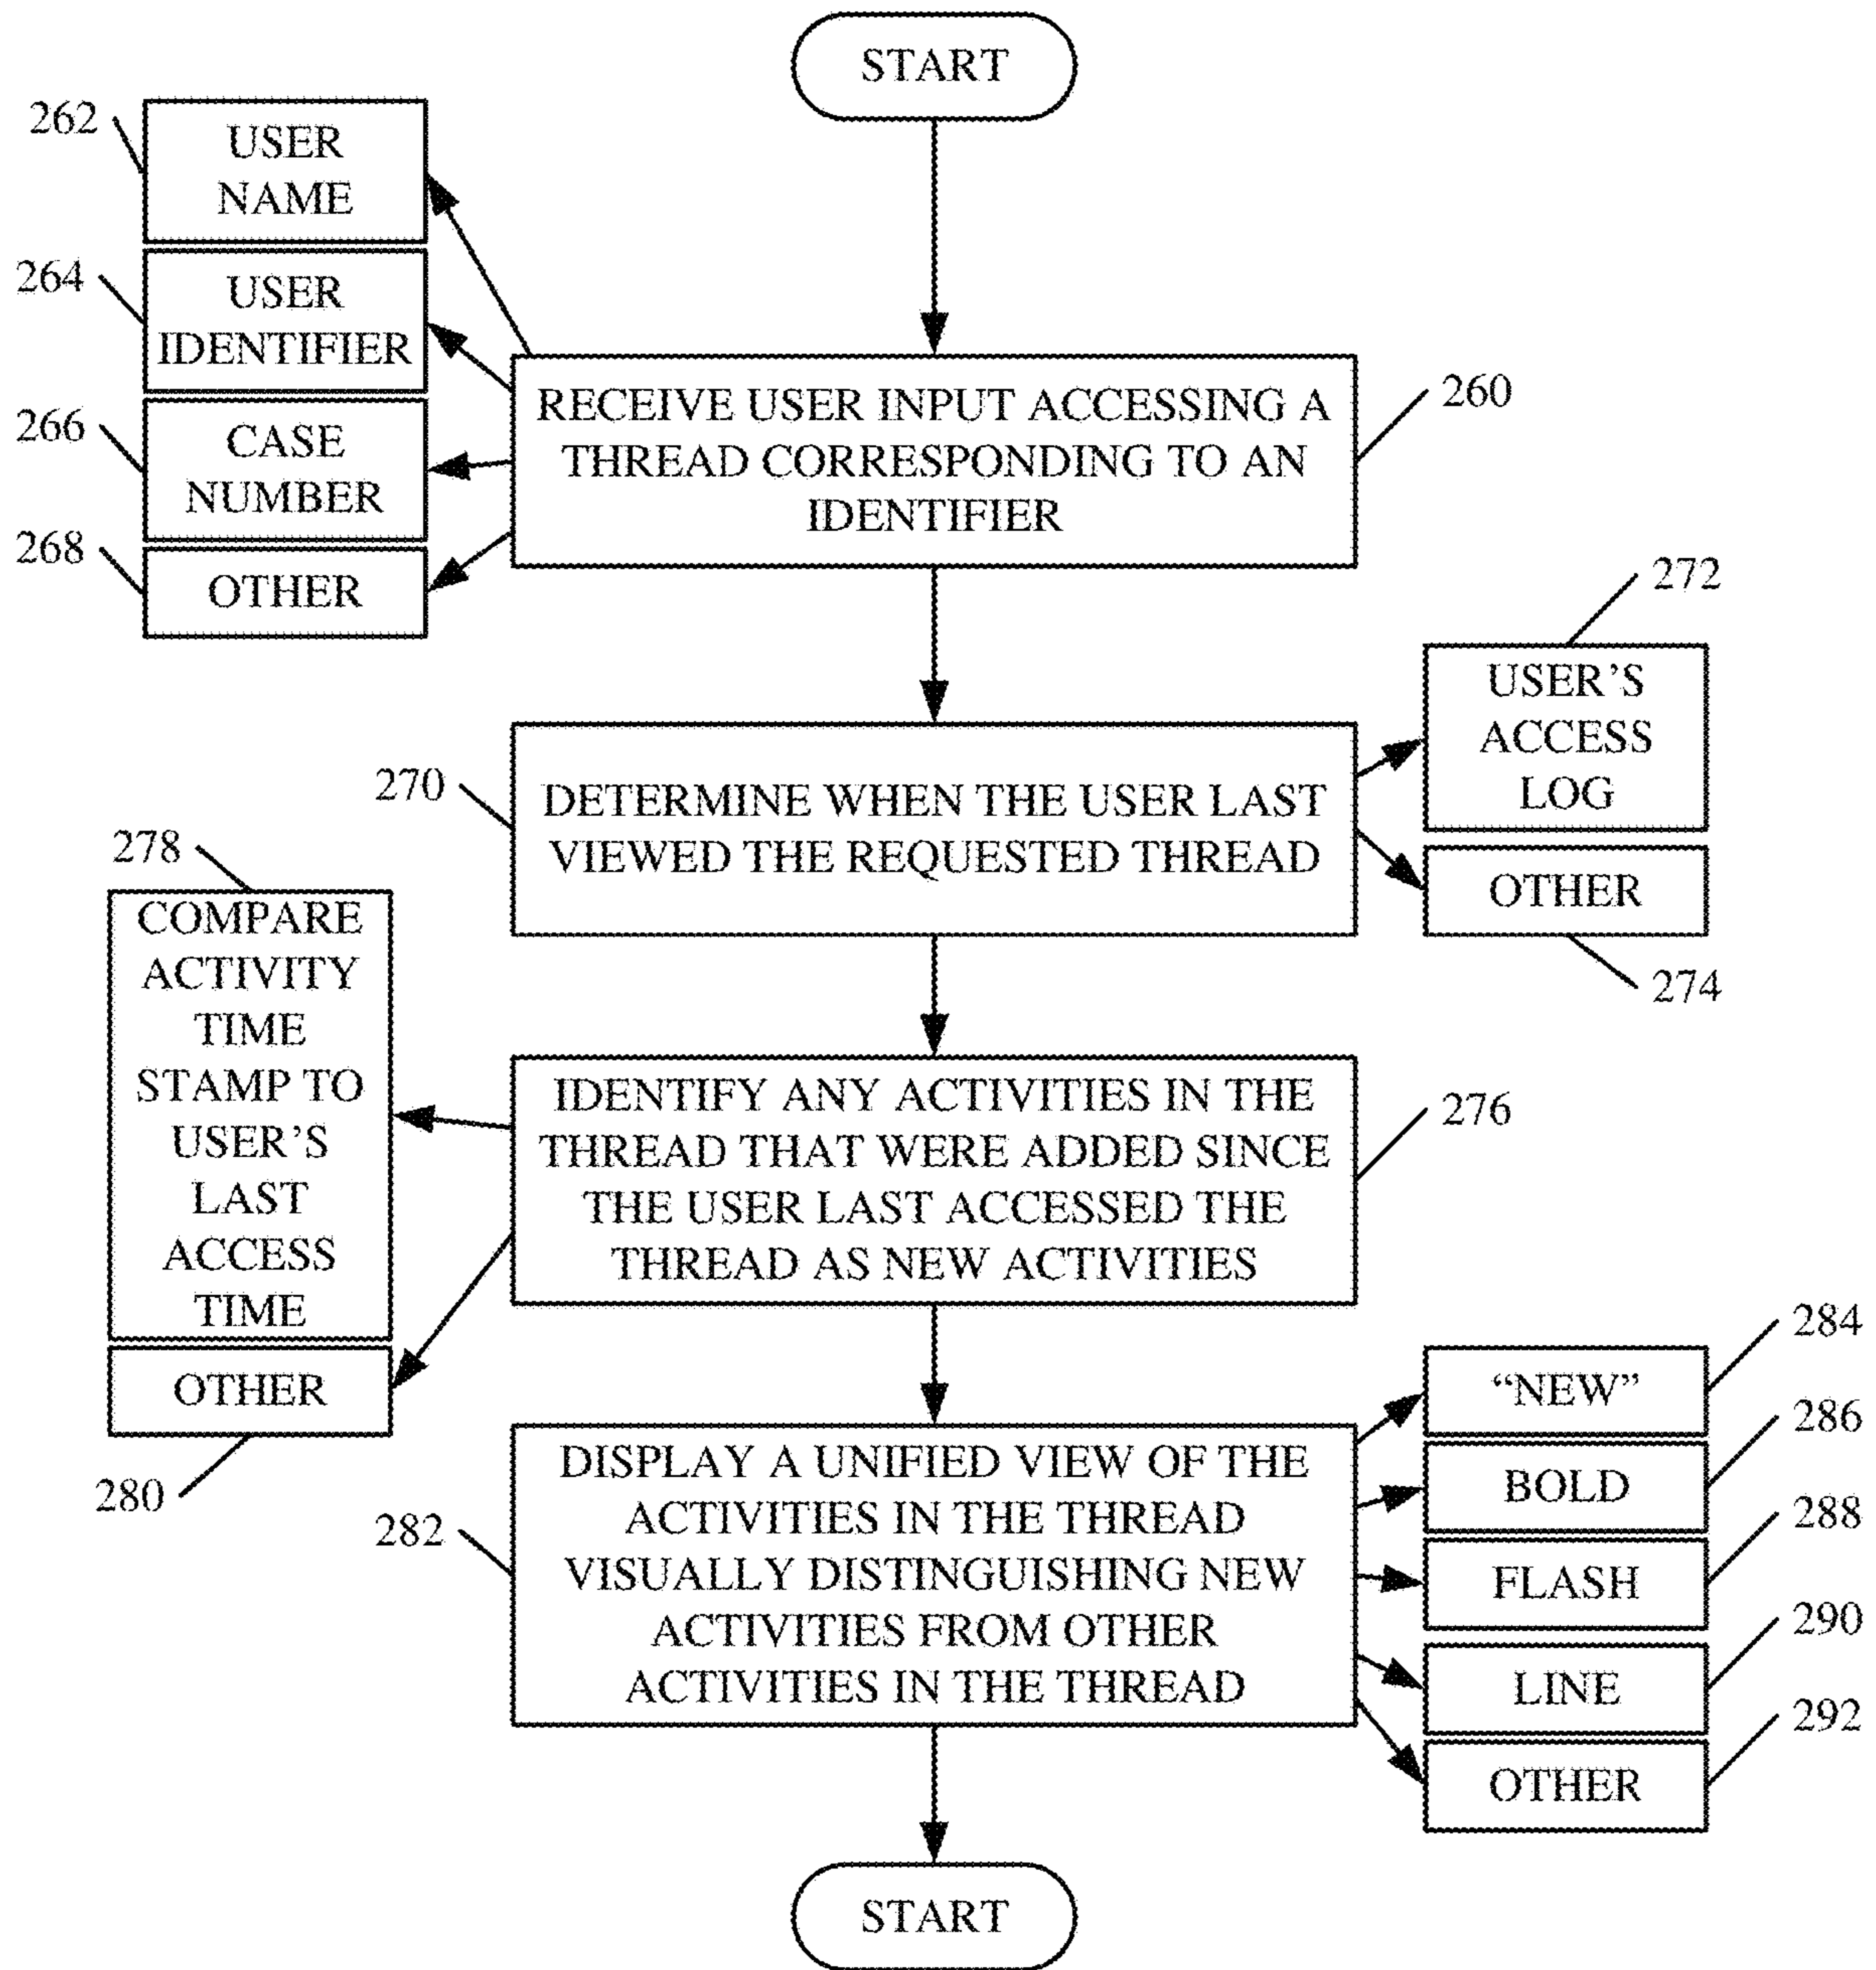 START
262
USER
NAME
264
USER
IDENTIFIER
266
CASE
NUMBER
268
OTHER
RECEIVE USER INPUT ACCESSING A
THREAD CORRESPONDING TO AN
IDENTIFIER
260
272
USER’S
ACCESS
LOG
270
DETERMINE WHEN THE USER LAST
VIEWED THE REQUESTED THREAD
OTHER
274
278
COMPARE
ACTIVITY
TIME
STAMP TO
USER’S
LAST
ACCESS
TIME
OTHER
280
IDENTIFY ANY ACTIVITIES IN THE
THREAD THAT WERE ADDED SINCE
THE USER LAST ACCESSED THE
THREAD AS NEW ACTIVITIES
276
282
DISPLAY A UNIFIED VIEW OF THE
ACTIVITIES IN THE THREAD
VISUALLY DISTINGUISHING NEW
ACTIVITIES FROM OTHER
ACTIVITIES IN THE THREAD
“NEW”
284
BOLD
286
FLASH
288
LINE
290
OTHER
292
START